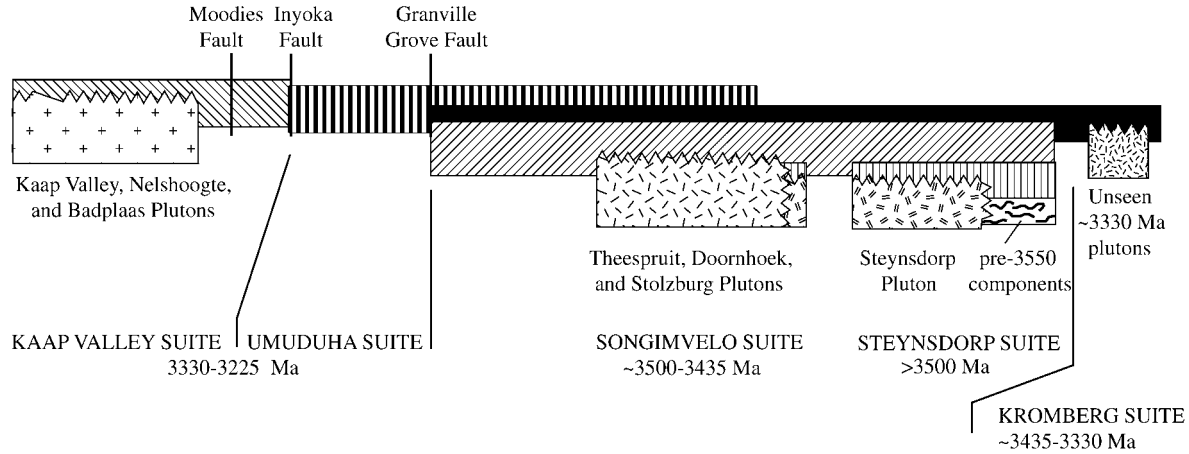 Moodies Fault
Inyoka Fault
Granville Grove Fault
Kaap Valley, Nelshoogte,
and Badplaas Plutons
Theespruit, Doornhoek,
and Stolzburg Plutons
Steynsdorp
Pluton
pre-3550
components
Unseen
~3330 Ma
plutons
KAAP VALLEY SUITE
UMUDUHA SUITE
3330-3225 Ma
SONGIMVELO SUITE
~3500-3435 Ma
STEYNSDORP SUITE
>3500 Ma
KROMBERG SUITE
~3435-3330 Ma